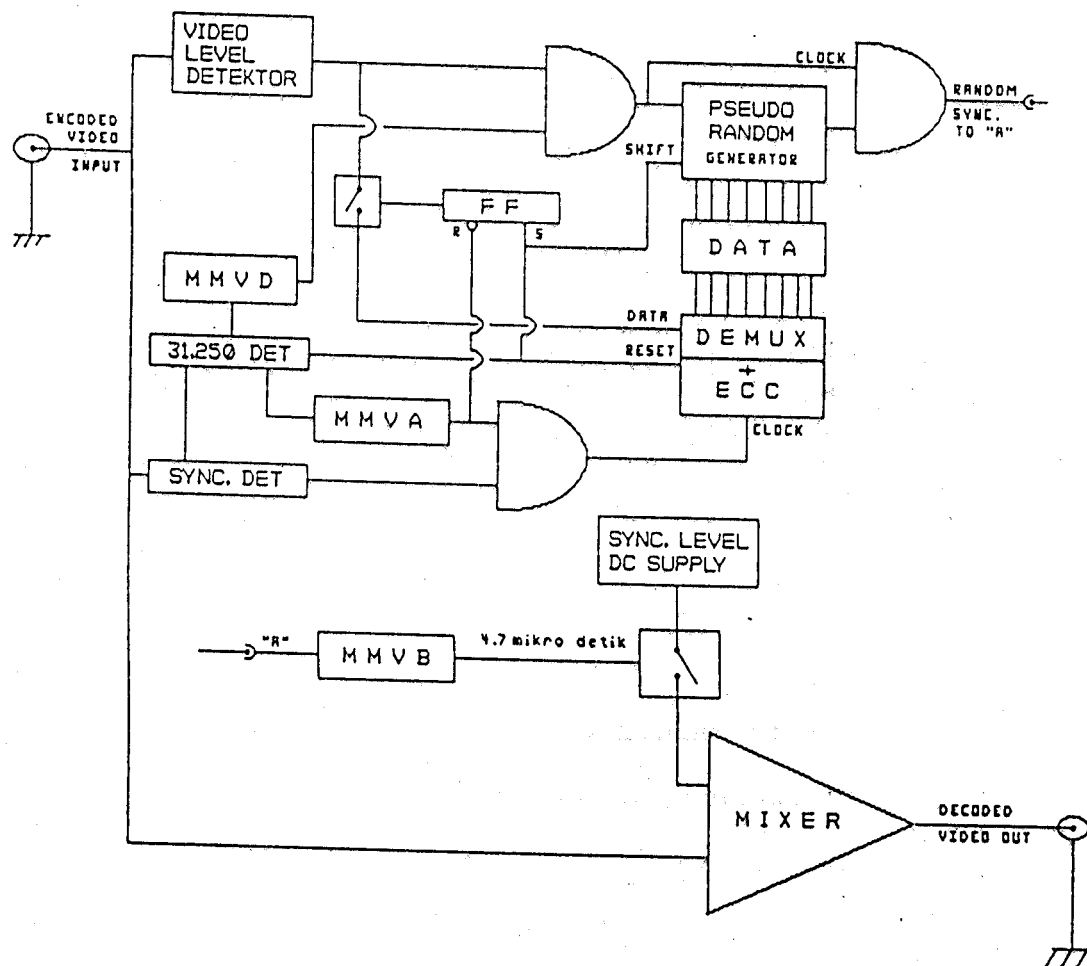 VIDEO
LEVEL
DETEKTOR
CLOCK
ENCODED
VIDEO
INPUT
PSEUDO
RANDOM
GENERATOR
RANDOM
SYNC.
TO "A"
SHIFT
F F
R
S
DATA
MMVD
DATA
DEMUX
31.250 DET
RESET
+
ECC
MMVA
CLOCK
SYNC. DET
SYNC. LEVEL
DC SUPPLY
"A"
MMVB
4.7 mikro detik
MIXER
DECODED
VIDEO OUT